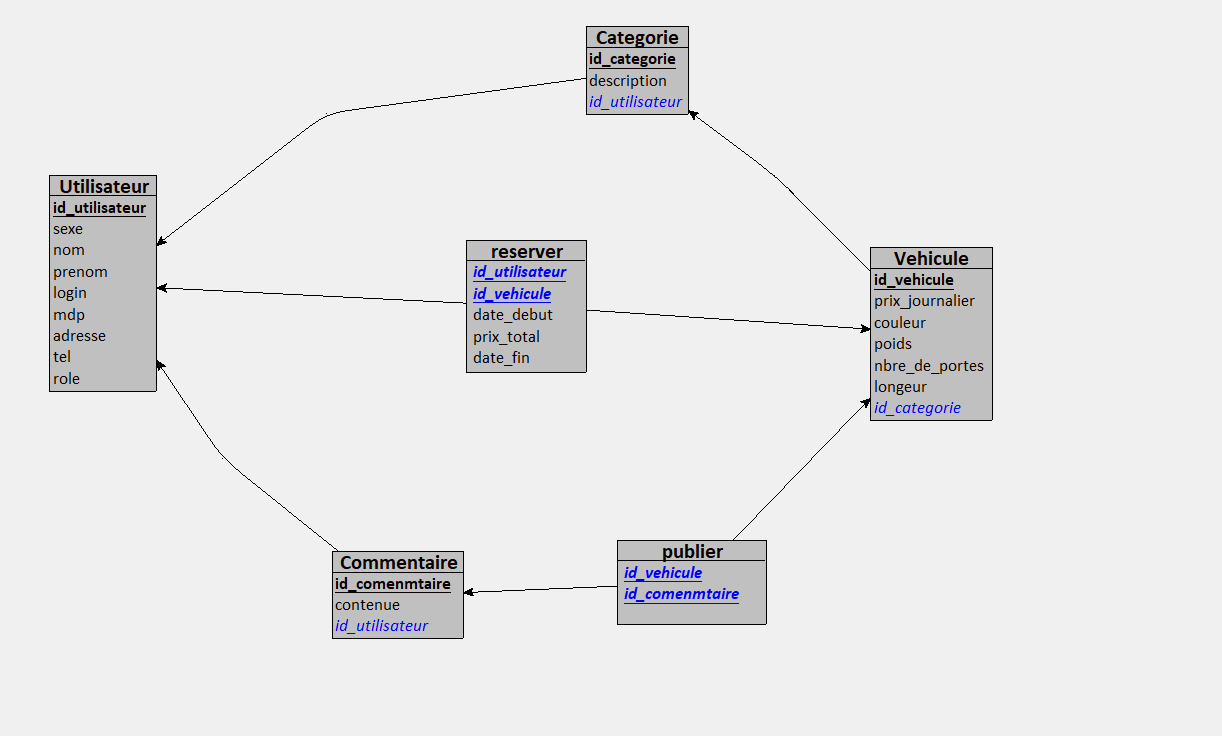 Categorie
id_categorie
description
id_utilisateur
Utilisateur
id_utilisateur
sexe
nom
prenom
login
mdp
adresse
tel
role
reserver
id_utilisateur
id_vehicule
date_debut
prix_total
date_fin
Vehicule
id_vehicule
prix_journalier
couleur
poids
nbre_de_portes
longeur
id_categorie
Commentaire
id_comenmtaire
contenue
id_utilisateur
publier
id_vehicule
id_comenmtaire